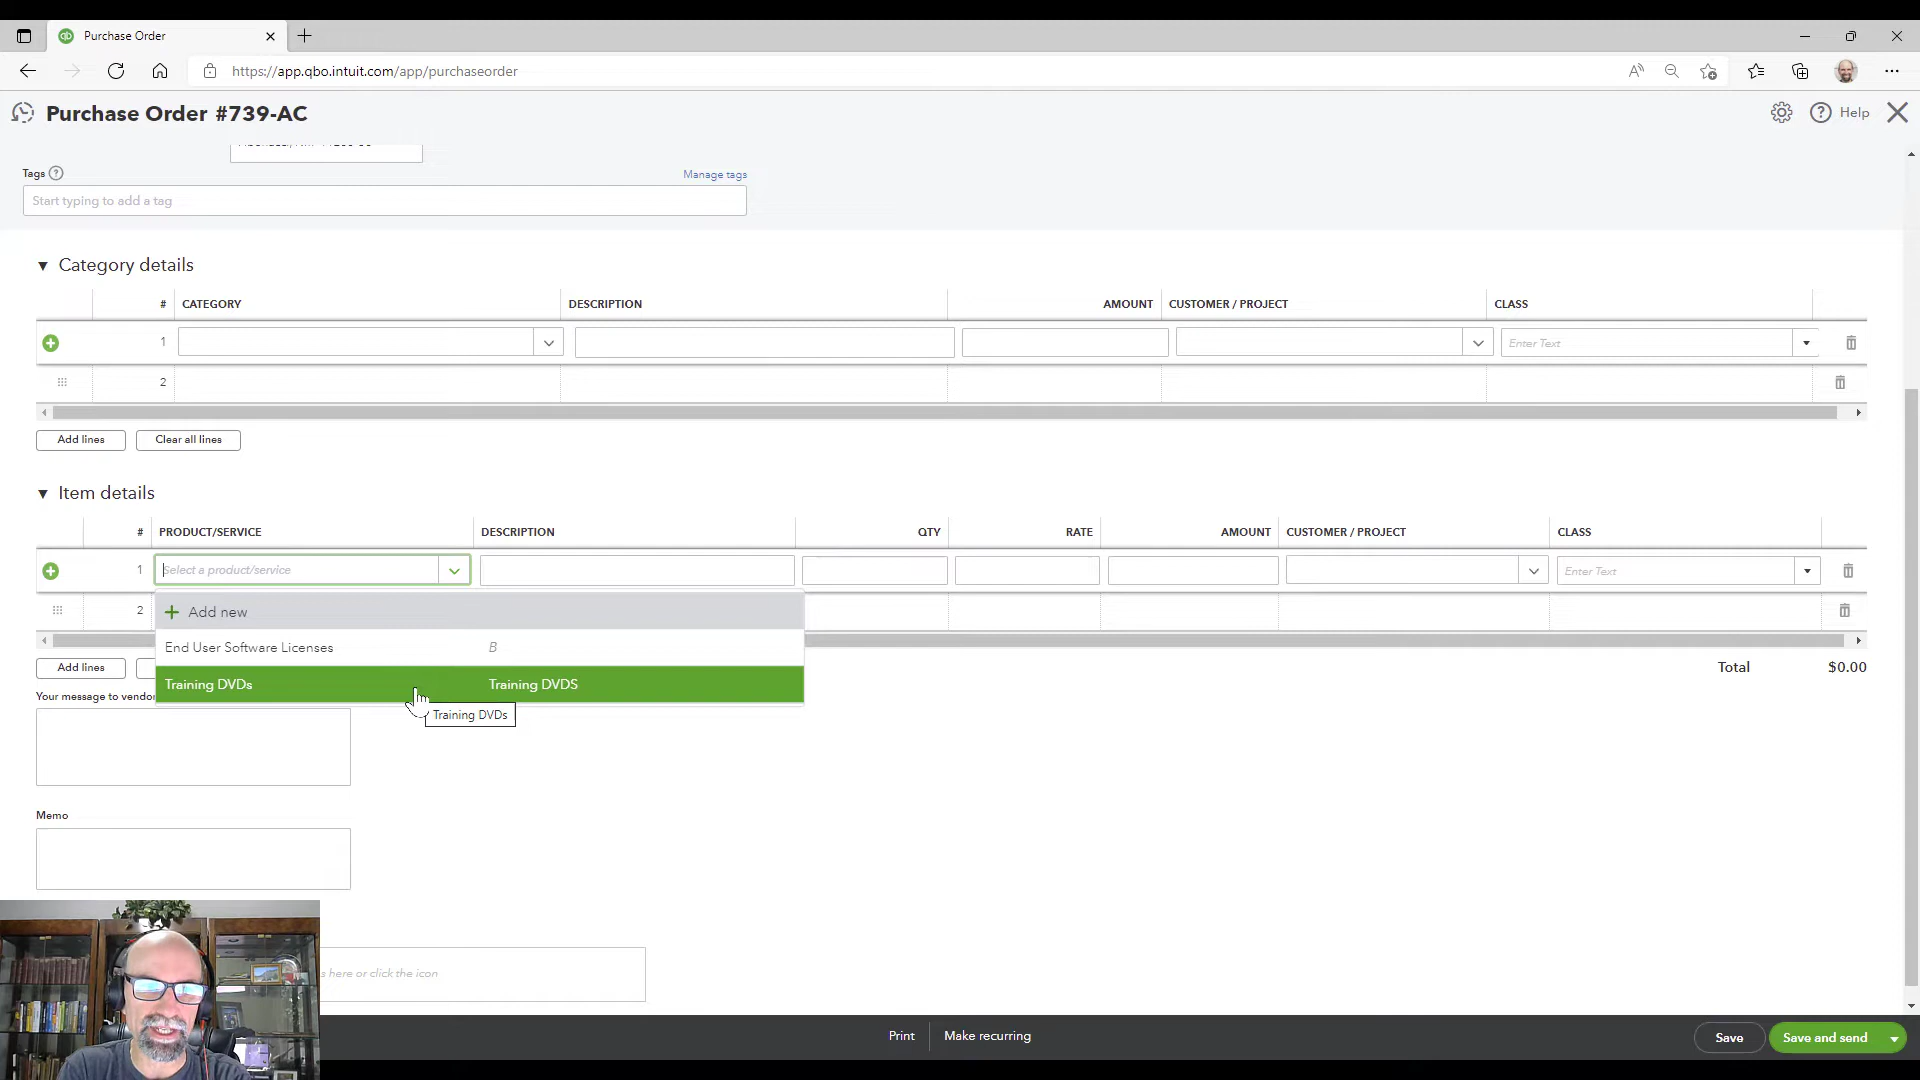 Purchase Order
https://app.qbo.intuit.com/app/purchaseorder
Purchase Order #739-AC
Help
Tags
Manage tags
Start typing to add a tag
Category details
# CATEGORY DESCRIPTION AMOUNT CUSTOMER / PROJECT CLASS
1 Enter Text
2
Add lines Clear all lines
Item details
# PRODUCT/SERVICE DESCRIPTION QTY RATE AMOUNT CUSTOMER / PROJECT CLASS
1 Select a product/service Enter Text
2
+ Add new
End User Software Licenses B
Training DVDs Training DVDS
Training DVDs
Add lines
Total $0.00
Your message to vendor
Memo
here or click the icon
Print Make recurring Save Save and send